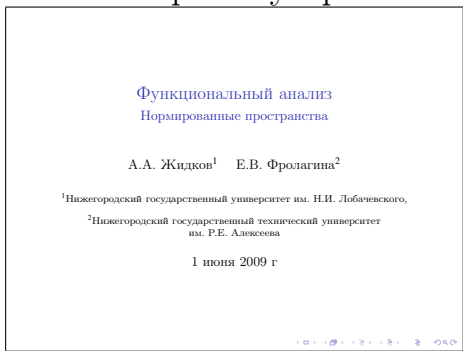 Функциональный анализ
Нормированные пространства
А.А. Жидков¹ Е.В. Фролагина²
¹Нижегородский государственный университет им. Н.И. Лобачевского,
²Нижегородский государственный технический университет
им. Р.Е. Алексеева
1 июня 2009 г